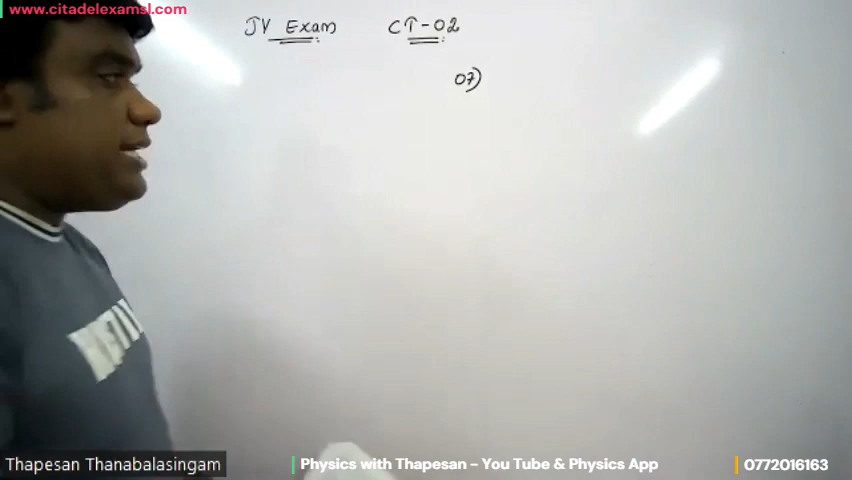 www.citadelexamsl.com
JV Exam CT-02
07)
Thapesan Thanabalasingam
Physics with Thapesan - You Tube & Physics App
0772016163